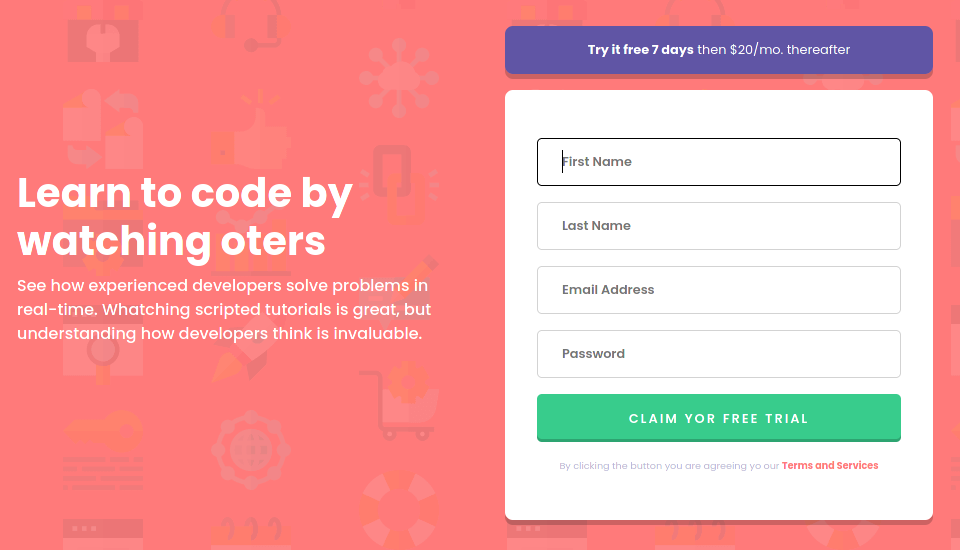 Learn to code by
watching oters
See how experienced developers solve problems in
real-time. Whatching scripted tutorials is great, but
understanding how developers think is invaluable.
Try it free 7 days then $20/mo. thereafter
First Name
Last Name
Email Address
Password
CLAIM YOR FREE TRIAL
By clicking the button you are agreeing yo our Terms and Services